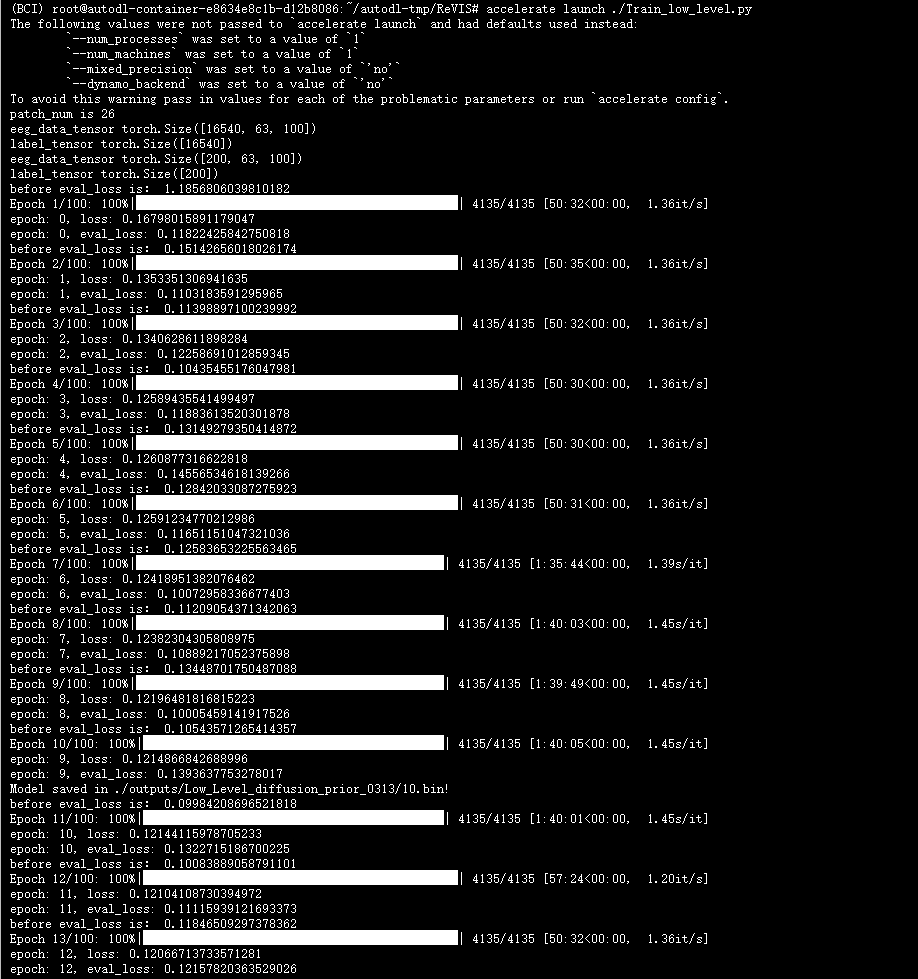 (BCI) root@autodl-container-e8634e8c1b-d12b8086:~/autodl-tmp/ReVIS# accelerate launch ./Train_low_level.py
The following values were not passed to `accelerate launch` and had defaults used instead:
`--num_processes` was set to a value of `1`
`--num_machines` was set to a value of `1`
`--mixed_precision` was set to a value of `'no'`
`--dynamo_backend` was set to a value of `'no'`
To avoid this warning pass in values for each of the problematic parameters or run `accelerate config`.
patch_num is 26
eeg_data_tensor torch.Size([16540, 63, 100])
label_tensor torch.Size([16540])
eeg_data_tensor torch.Size([200, 63, 100])
label_tensor torch.Size([200])
before eval_loss is:  1.1856806039810182
Epoch 1/100: 100%| | 4135/4135 [50:32<00:00,  1.36it/s]
epoch: 0, loss: 0.16798015891179047
epoch: 0, eval_loss: 0.11822425842750818
before eval_loss is:  0.15142656018026174
Epoch 2/100: 100%| | 4135/4135 [50:35<00:00,  1.36it/s]
epoch: 1, loss: 0.1353351306941635
epoch: 1, eval_loss: 0.1103183591295965
before eval_loss is:  0.11398897100239992
Epoch 3/100: 100%| | 4135/4135 [50:32<00:00,  1.36it/s]
epoch: 2, loss: 0.1340628611898284
epoch: 2, eval_loss: 0.12258691012859345
before eval_loss is:  0.10435455176047981
Epoch 4/100: 100%| | 4135/4135 [50:30<00:00,  1.36it/s]
epoch: 3, loss: 0.12589435541499497
epoch: 3, eval_loss: 0.11883613520301878
before eval_loss is:  0.13149279350414872
Epoch 5/100: 100%| | 4135/4135 [50:30<00:00,  1.36it/s]
epoch: 4, loss: 0.1260877316622818
epoch: 4, eval_loss: 0.14556534618139266
before eval_loss is:  0.12842033087275923
Epoch 6/100: 100%| | 4135/4135 [50:31<00:00,  1.36it/s]
epoch: 5, loss: 0.12591234770212986
epoch: 5, eval_loss: 0.11651151047321036
before eval_loss is:  0.12583653225563465
Epoch 7/100: 100%| | 4135/4135 [1:35:44<00:00,  1.39s/it]
epoch: 6, loss: 0.12418951382076462
epoch: 6, eval_loss: 0.10072958336677403
before eval_loss is:  0.11209054371342063
Epoch 8/100: 100%| | 4135/4135 [1:40:03<00:00,  1.45s/it]
epoch: 7, loss: 0.12382304305808975
epoch: 7, eval_loss: 0.10889217052375898
before eval_loss is:  0.13448701750487088
Epoch 9/100: 100%| | 4135/4135 [1:39:49<00:00,  1.45s/it]
epoch: 8, loss: 0.12196481816815223
epoch: 8, eval_loss: 0.10005459141917526
before eval_loss is:  0.10543571265414357
Epoch 10/100: 100%| | 4135/4135 [1:40:05<00:00,  1.45s/it]
epoch: 9, loss: 0.1214866842688996
epoch: 9, eval_loss: 0.1393637753278017
Model saved in ./outputs/Low_Level_diffusion_prior_0313/10.bin!
before eval_loss is:  0.09984208696521818
Epoch 11/100: 100%| | 4135/4135 [1:40:01<00:00,  1.45s/it]
epoch: 10, loss: 0.12144115978705233
epoch: 10, eval_loss: 0.1322715186700225
before eval_loss is:  0.10083889058791101
Epoch 12/100: 100%| | 4135/4135 [57:24<00:00,  1.20it/s]
epoch: 11, loss: 0.12104108730394972
epoch: 11, eval_loss: 0.11115939121693373
before eval_loss is:  0.11846509297378362
Epoch 13/100: 100%| | 4135/4135 [50:32<00:00,  1.36it/s]
epoch: 12, loss: 0.12066713733571281
epoch: 12, eval_loss: 0.12157820363529026